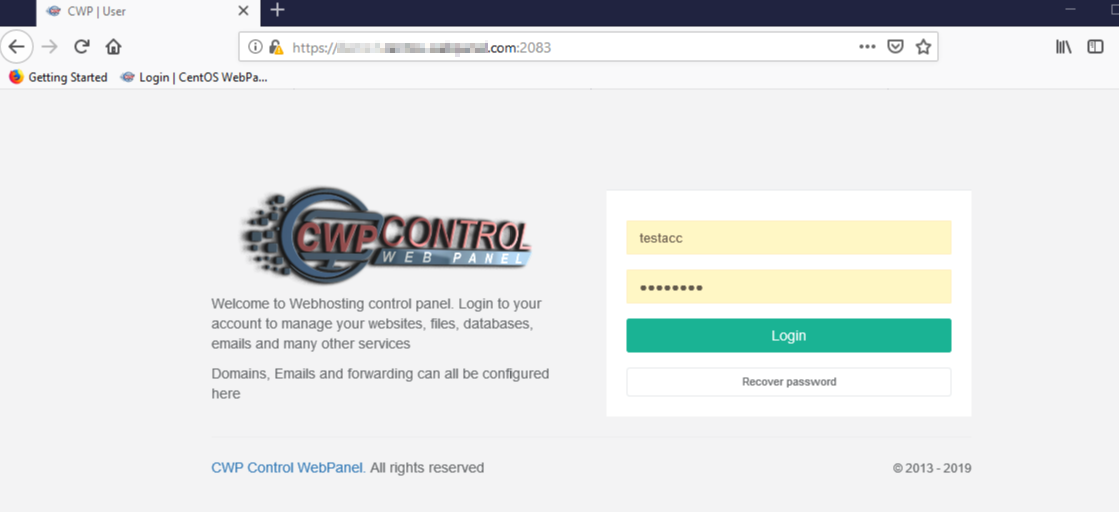 CWP | User
https://
.com:2083
Getting Started
Login | CentOS WebPa...
CWP CONTROL
WEB PANEL
Welcome to Webhosting control panel. Login to your
account to manage your websites, files, databases,
emails and many other services
Domains, Emails and forwarding can all be configured
here
testacc
Login
Recover password
CWP Control WebPanel. All rights reserved
© 2013 - 2019